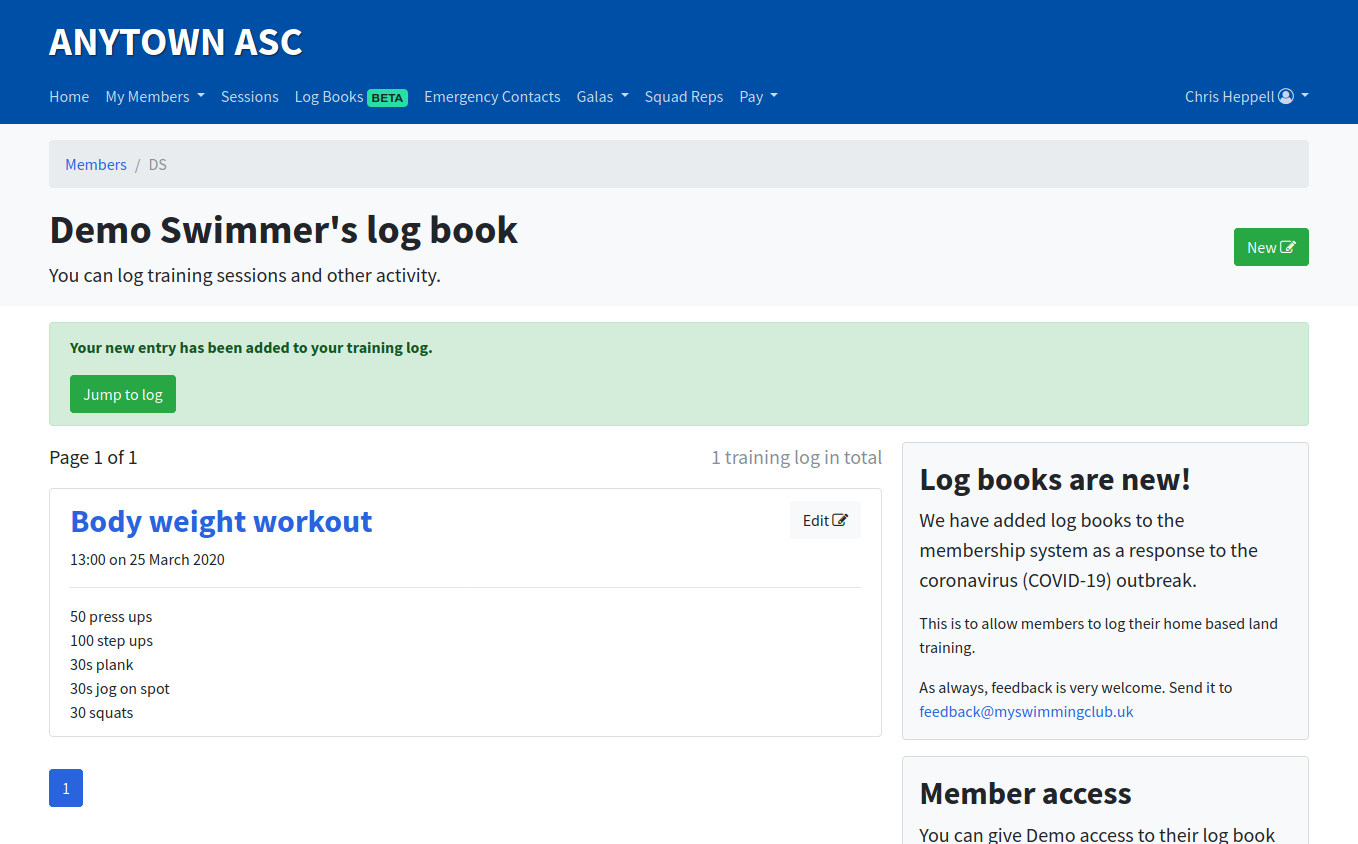 ANYTOWN ASC
Home My Members Sessions Log Books BETA Emergency Contacts Galas Squad Reps Pay Chris Heppell
Members / DS
Demo Swimmer's log book
You can log training sessions and other activity.
New
Your new entry has been added to your training log.
Jump to log
Page 1 of 1
1 training log in total
Body weight workout
Edit
13:00 on 25 March 2020
50 press ups
100 step ups
30s plank
30s jog on spot
30 squats
1
Log books are new!
We have added log books to the
membership system as a response to the
coronavirus (COVID-19) outbreak.
This is to allow members to log their home based land
training.
As always, feedback is very welcome. Send it to
feedback@myswimmingclub.uk
Member access
You can give Demo access to their log book